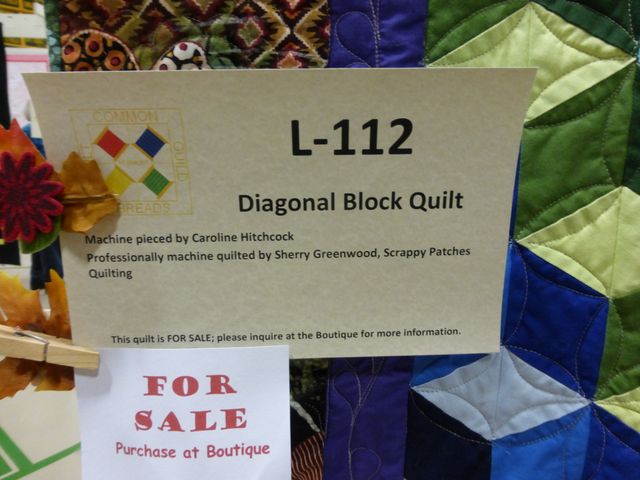 COMMON
GUILD
THREADS
L-112
Diagonal Block Quilt
Machine pieced by Caroline Hitchcock
Professionally machine quilted by Sherry Greenwood, Scrappy Patches
Quilting
This quilt is FOR SALE; please inquire at the Boutique for more information.
FOR
SALE
Purchase at Boutique